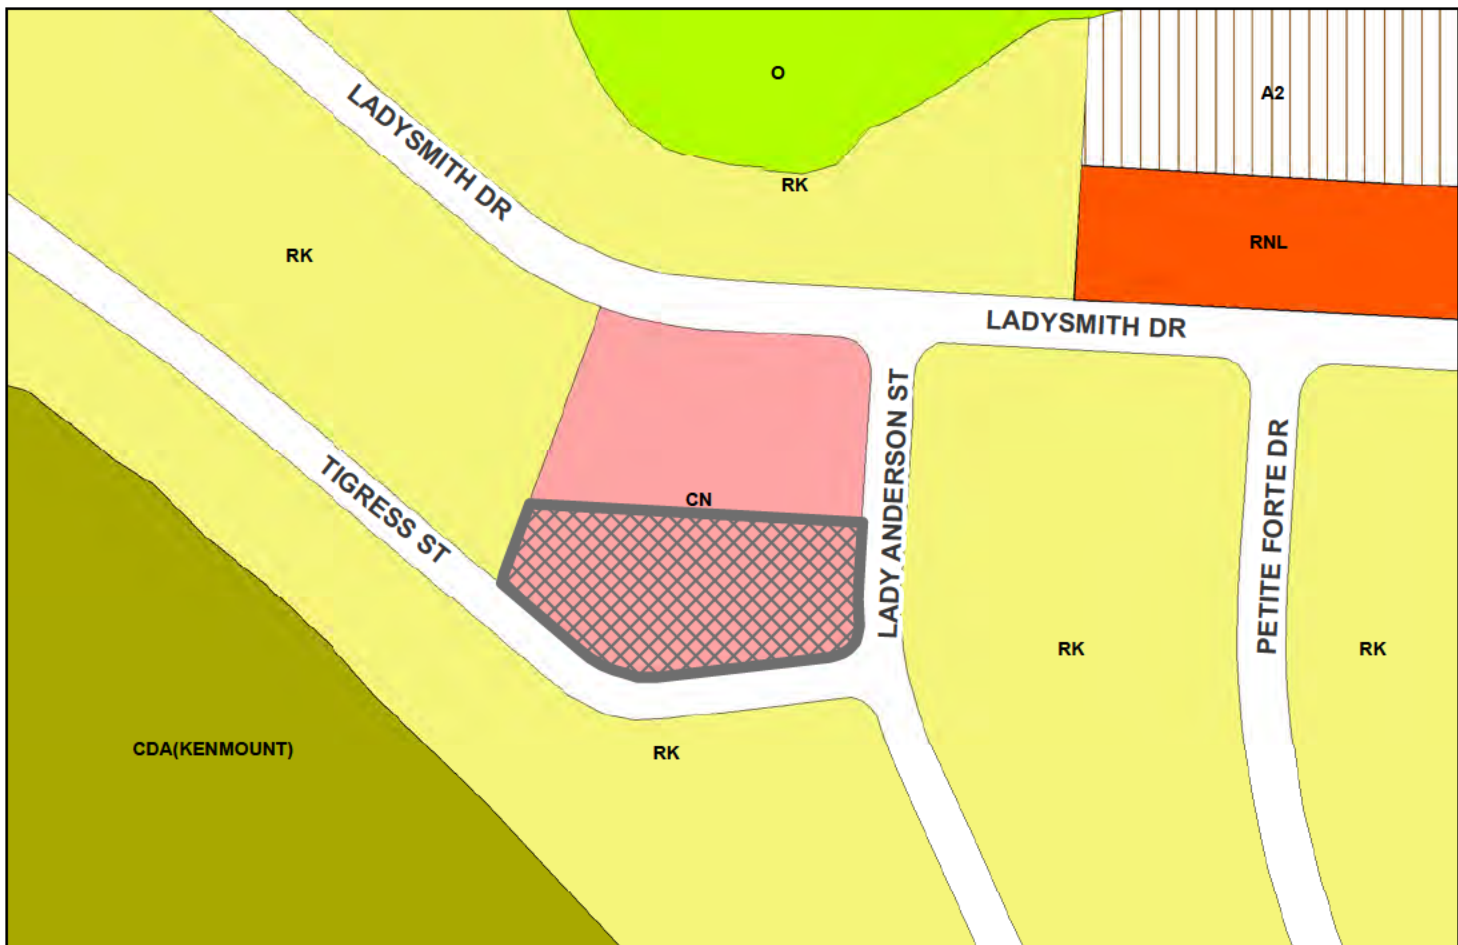 O
A2
LADYSMITH DR
RK
RNL
RK
LADYSMITH DR
CN
LADY ANDERSON ST
TIGRESS ST
PETITE FORTE DR
RK
RK
CDA(KENMOUNT)
RK